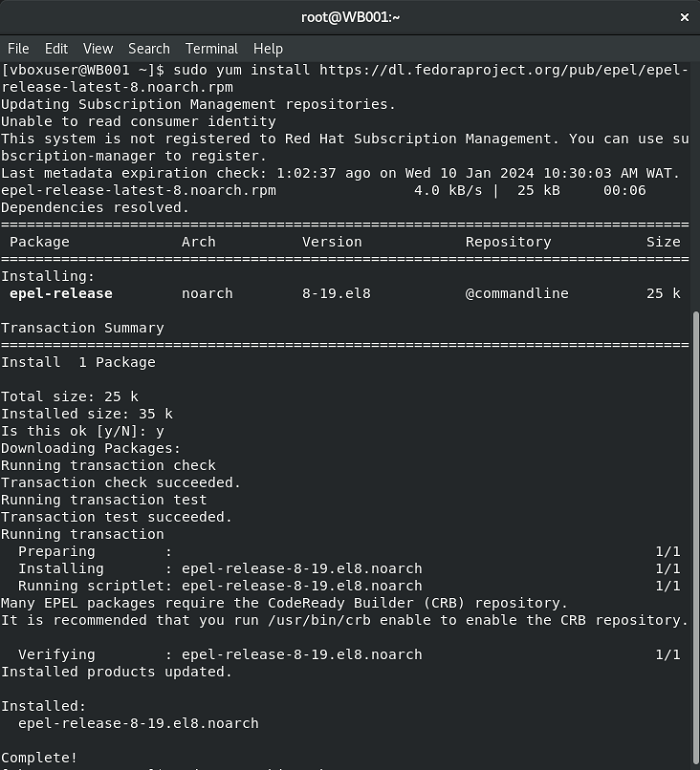 root@WB001:~
File Edit View Search Terminal Help
[vboxuser@WB001 ~]$ sudo yum install https://dl.fedoraproject.org/pub/epel/epel-
release-latest-8.noarch.rpm
Updating Subscription Management repositories.
Unable to read consumer identity
This system is not registered to Red Hat Subscription Management. You can use su
bscription-manager to register.
Last metadata expiration check: 1:02:37 ago on Wed 10 Jan 2024 10:30:03 AM WAT.
epel-release-latest-8.noarch.rpm                4.0 kB/s |  25 kB     00:06
Dependencies resolved.
================================================================================
 Package             Arch          Version            Repository           Size
================================================================================
Installing:
 epel-release        noarch        8-19.el8           @commandline         25 k

Transaction Summary
================================================================================
Install  1 Package

Total size: 25 k
Installed size: 35 k
Is this ok [y/N]: y
Downloading Packages:
Running transaction check
Transaction check succeeded.
Running transaction test
Transaction test succeeded.
Running transaction
  Preparing        :                                                        1/1
  Installing       : epel-release-8-19.el8.noarch                           1/1
  Running scriptlet: epel-release-8-19.el8.noarch                           1/1
Many EPEL packages require the CodeReady Builder (CRB) repository.
It is recommended that you run /usr/bin/crb enable to enable the CRB repository.

  Verifying        : epel-release-8-19.el8.noarch                           1/1
Installed products updated.

Installed:
  epel-release-8-19.el8.noarch

Complete!